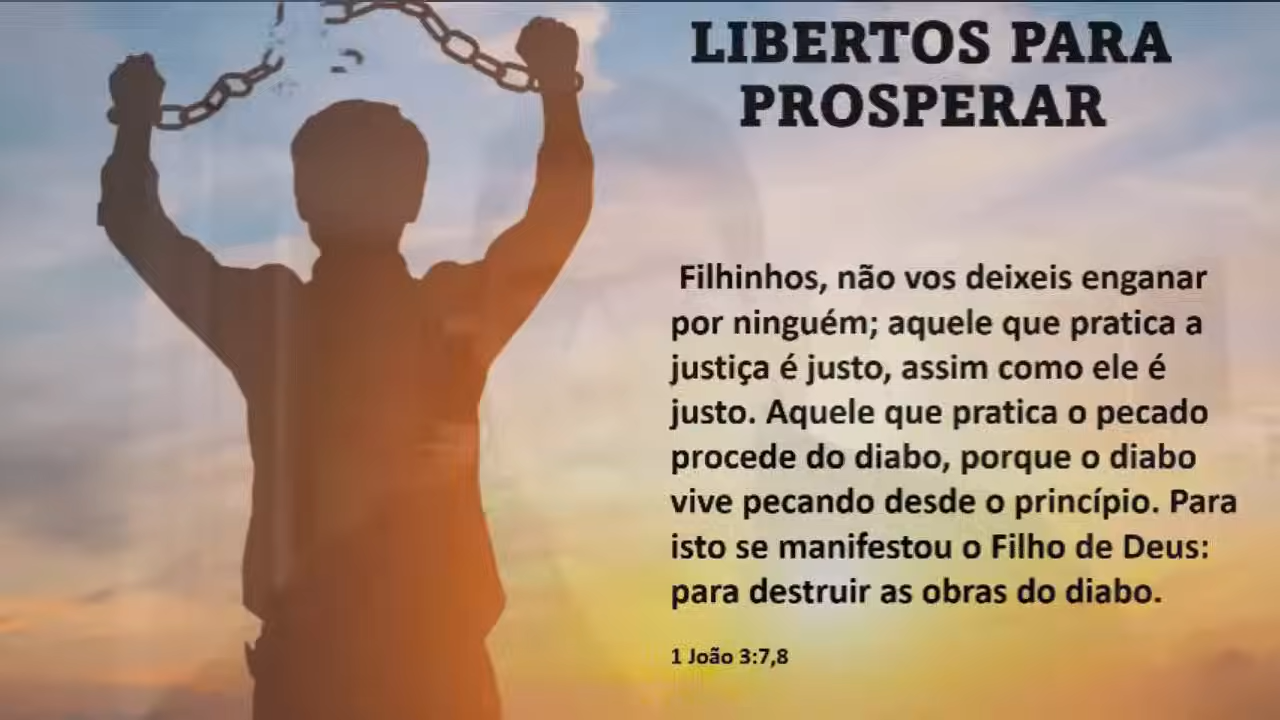 LIBERTOS PARA
PROSPERAR
Filhinhos, não vos deixeis enganar
por ninguém; aquele que pratica a
justiça é justo, assim como ele é
justo. Aquele que pratica o pecado
procede do diabo, porque o diabo
vive pecando desde o princípio. Para
isto se manifestou o Filho de Deus:
para destruir as obras do diabo.
1 João 3:7,8